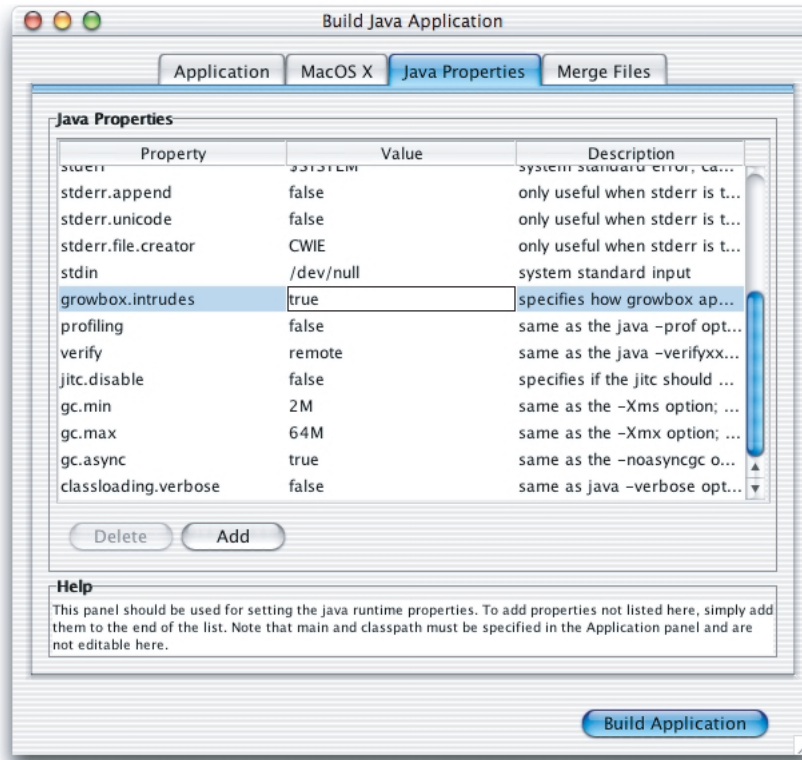 Build Java Application
Application MacOS X Java Properties Merge Files
Java Properties
Property Value Description
stderr $SYSTEM system standard error, ca...
stderr.append false only useful when stderr is t...
stderr.unicode false only useful when stderr is t...
stderr.file.creator CWIE only useful when stderr is t...
stdin /dev/null system standard input
growbox.intrudes true specifies how growbox ap...
profiling false same as the java -prof opt...
verify remote same as the java -verifyxx...
jitc.disable false specifies if the jitc should ...
gc.min 2M same as the -Xms option; ...
gc.max 64M same as the -Xmx option; ...
gc.async true same as the -noasyncgc o...
classloading.verbose false same as java -verbose opt...
Delete Add
Help
This panel should be used for setting the java runtime properties. To add properties not listed here, simply add
them to the end of the list. Note that main and classpath must be specified in the Application panel and are
not editable here.
Build Application